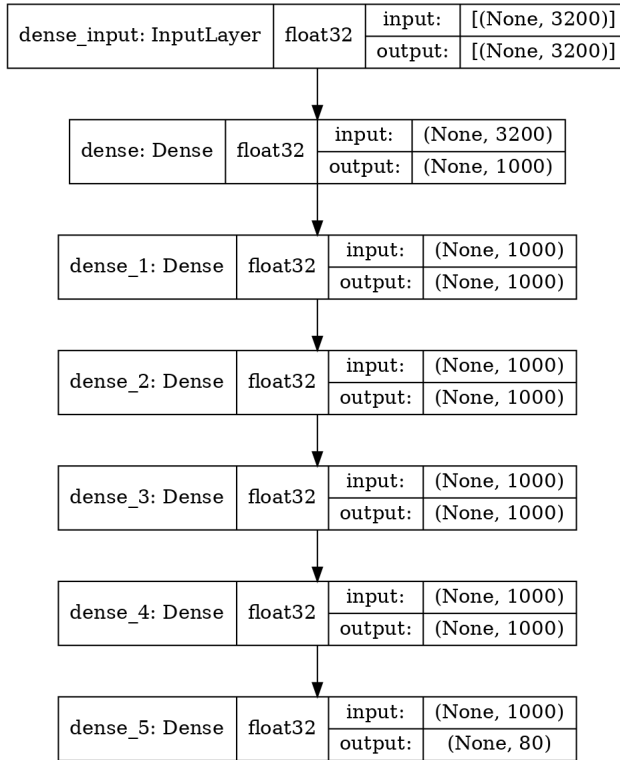 dense_input: InputLayer float32 input: [(None, 3200)]
output: [(None, 3200)]
dense: Dense float32 input: (None, 3200)
output: (None, 1000)
dense_1: Dense float32 input: (None, 1000)
output: (None, 1000)
dense_2: Dense float32 input: (None, 1000)
output: (None, 1000)
dense_3: Dense float32 input: (None, 1000)
output: (None, 1000)
dense_4: Dense float32 input: (None, 1000)
output: (None, 1000)
dense_5: Dense float32 input: (None, 1000)
output: (None, 80)